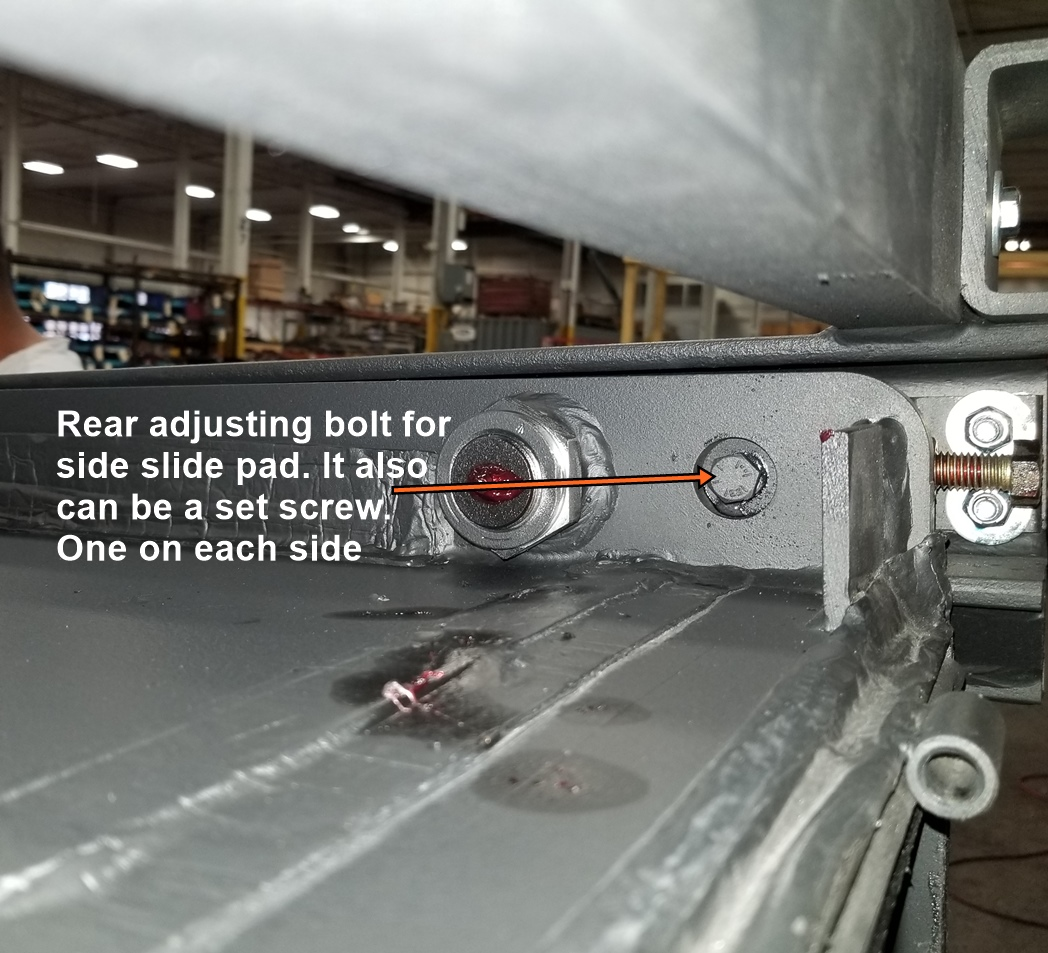 Rear adjusting bolt for
side slide pad. It also
can be a set screw.
One on each side